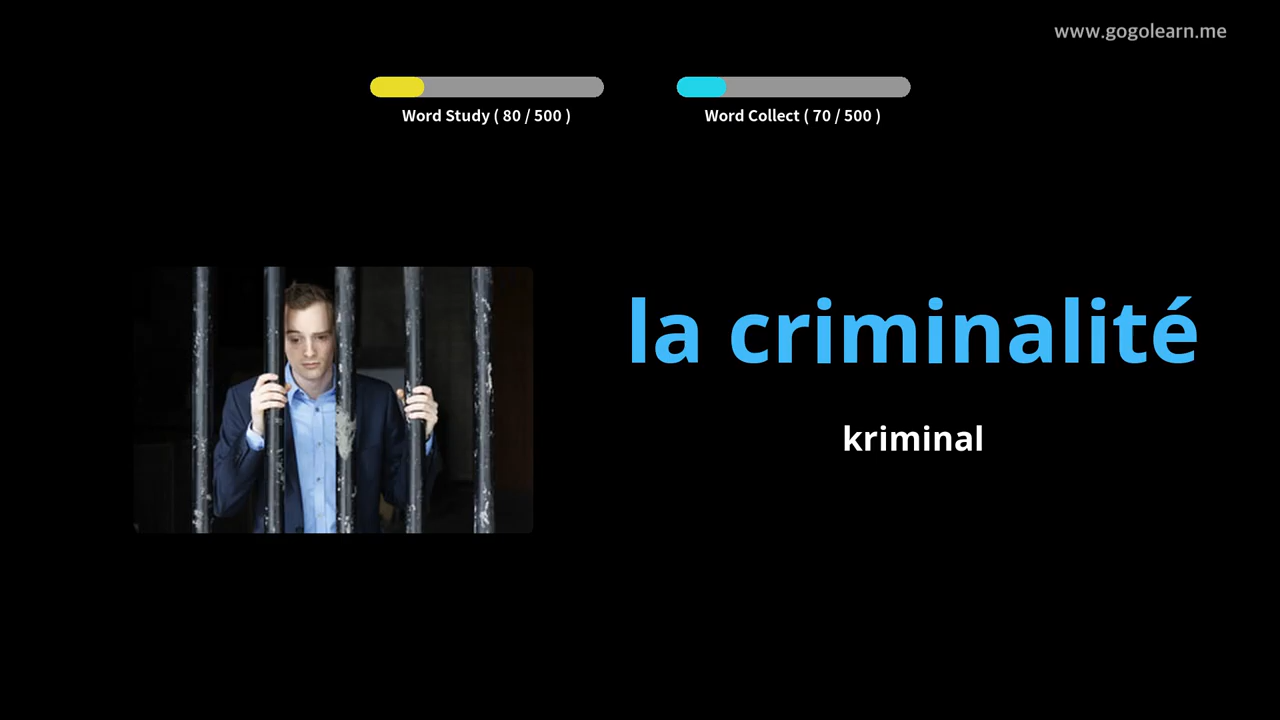 www.gogolearn.me
Word Study ( 80 / 500 )
Word Collect ( 70 / 500 )
la criminalité
kriminal